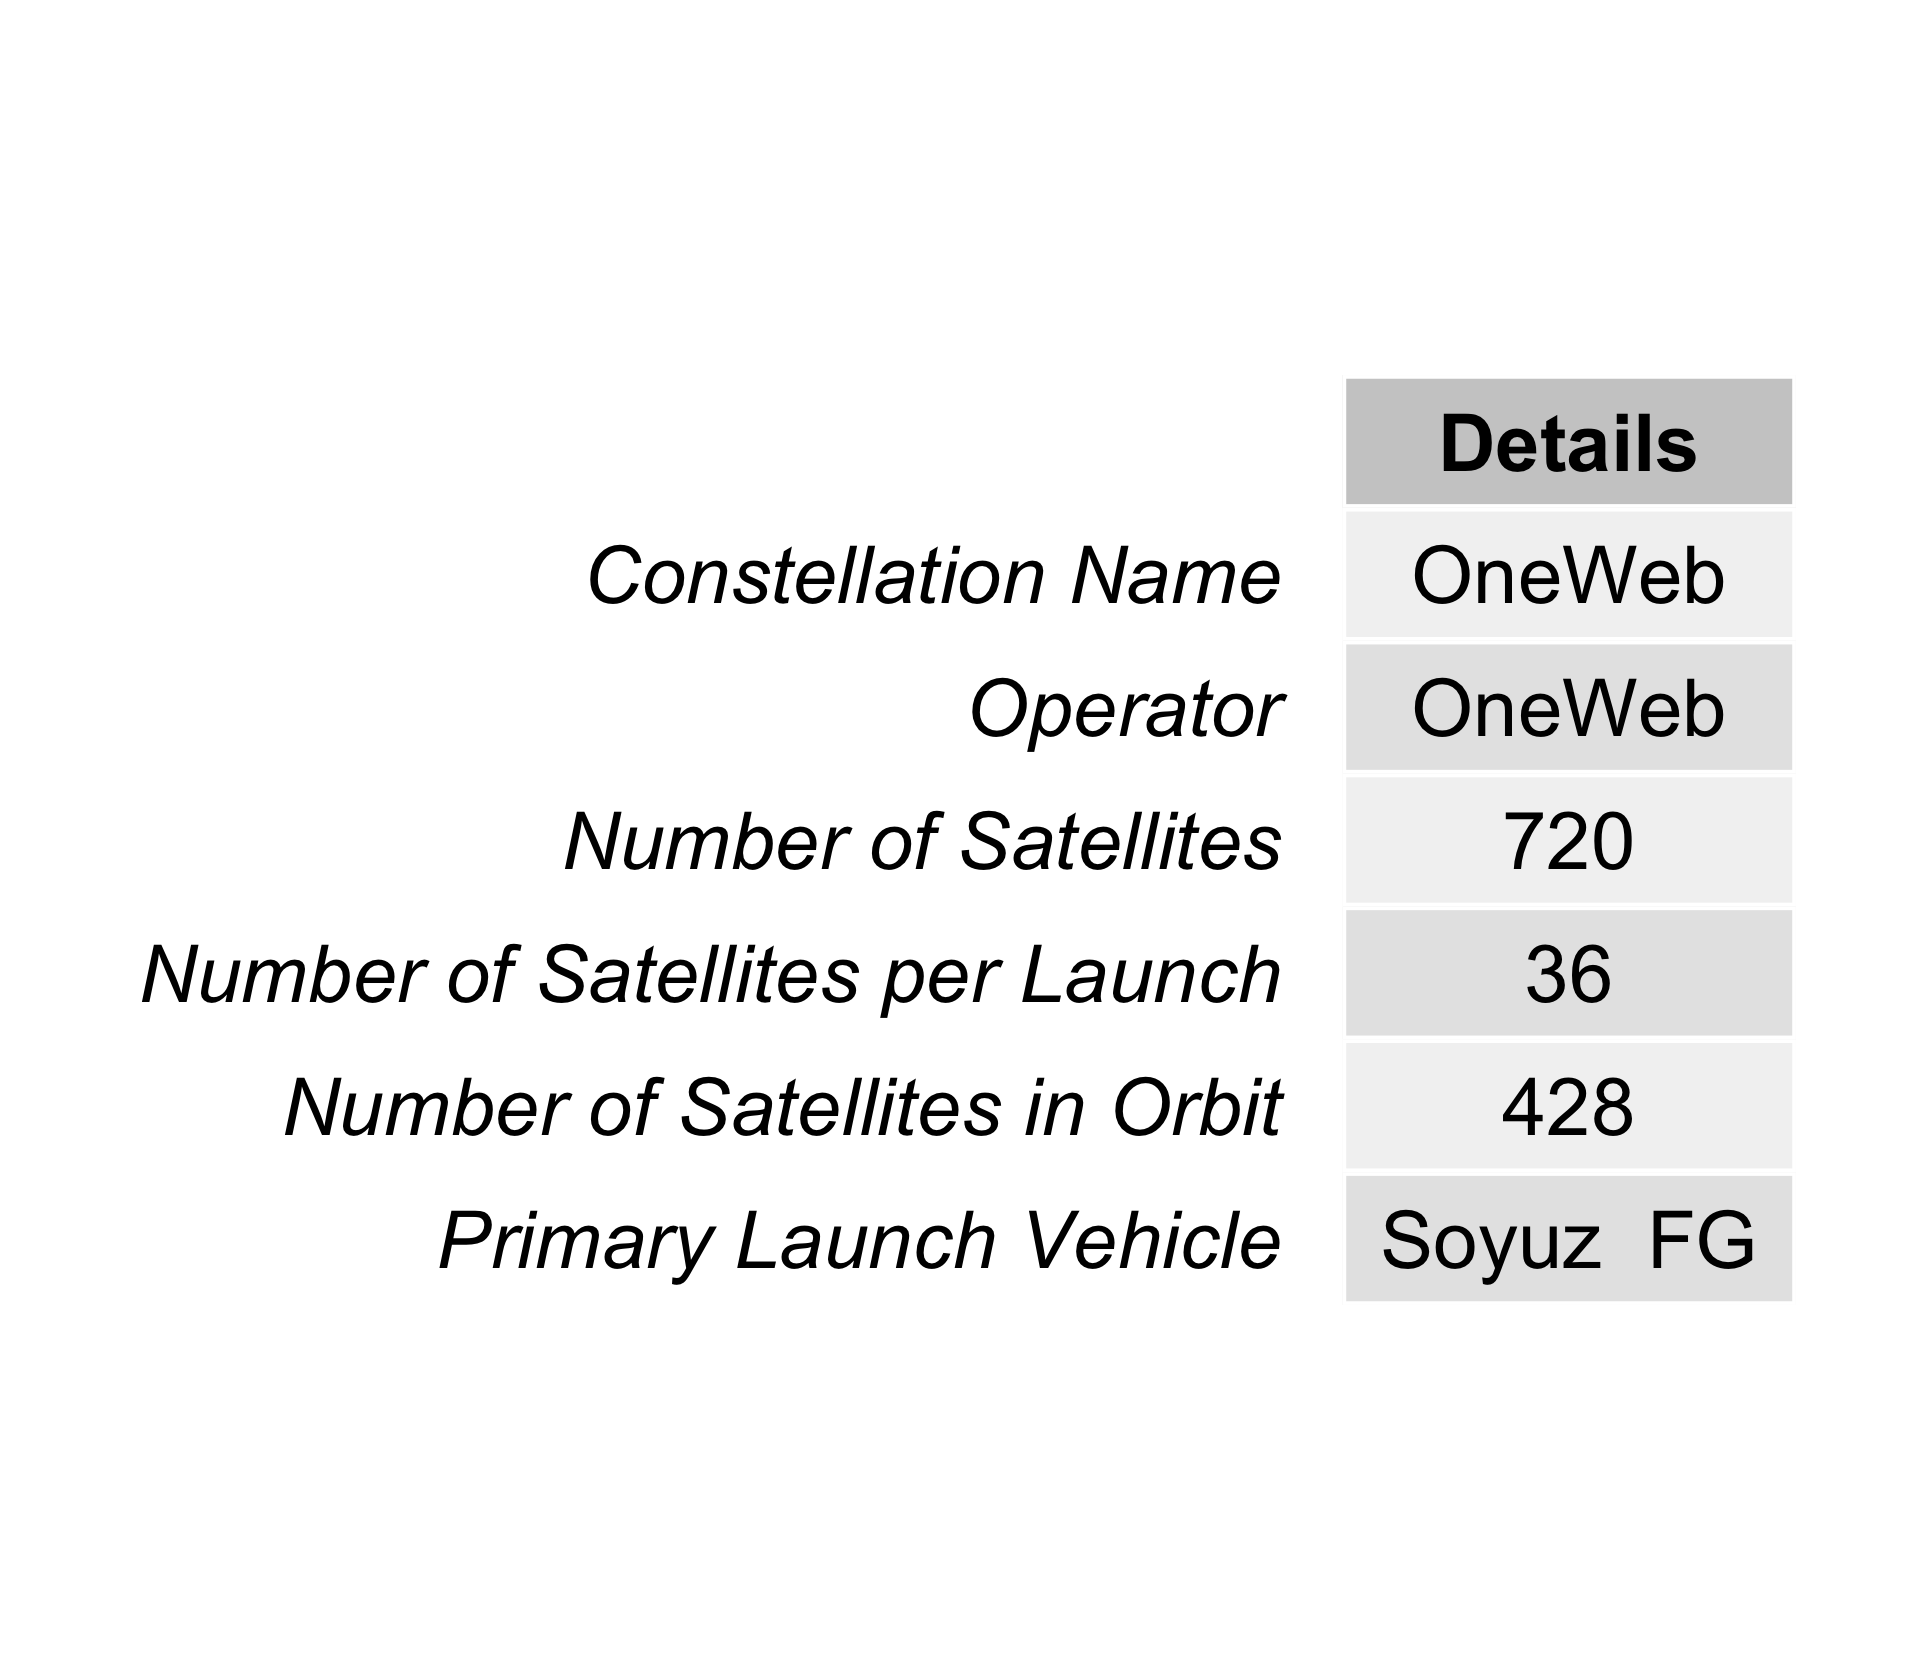 Details
Constellation Name OneWeb
Operator OneWeb
Number of Satellites 720
Number of Satellites per Launch 36
Number of Satellites in Orbit 428
Primary Launch Vehicle Soyuz  FG